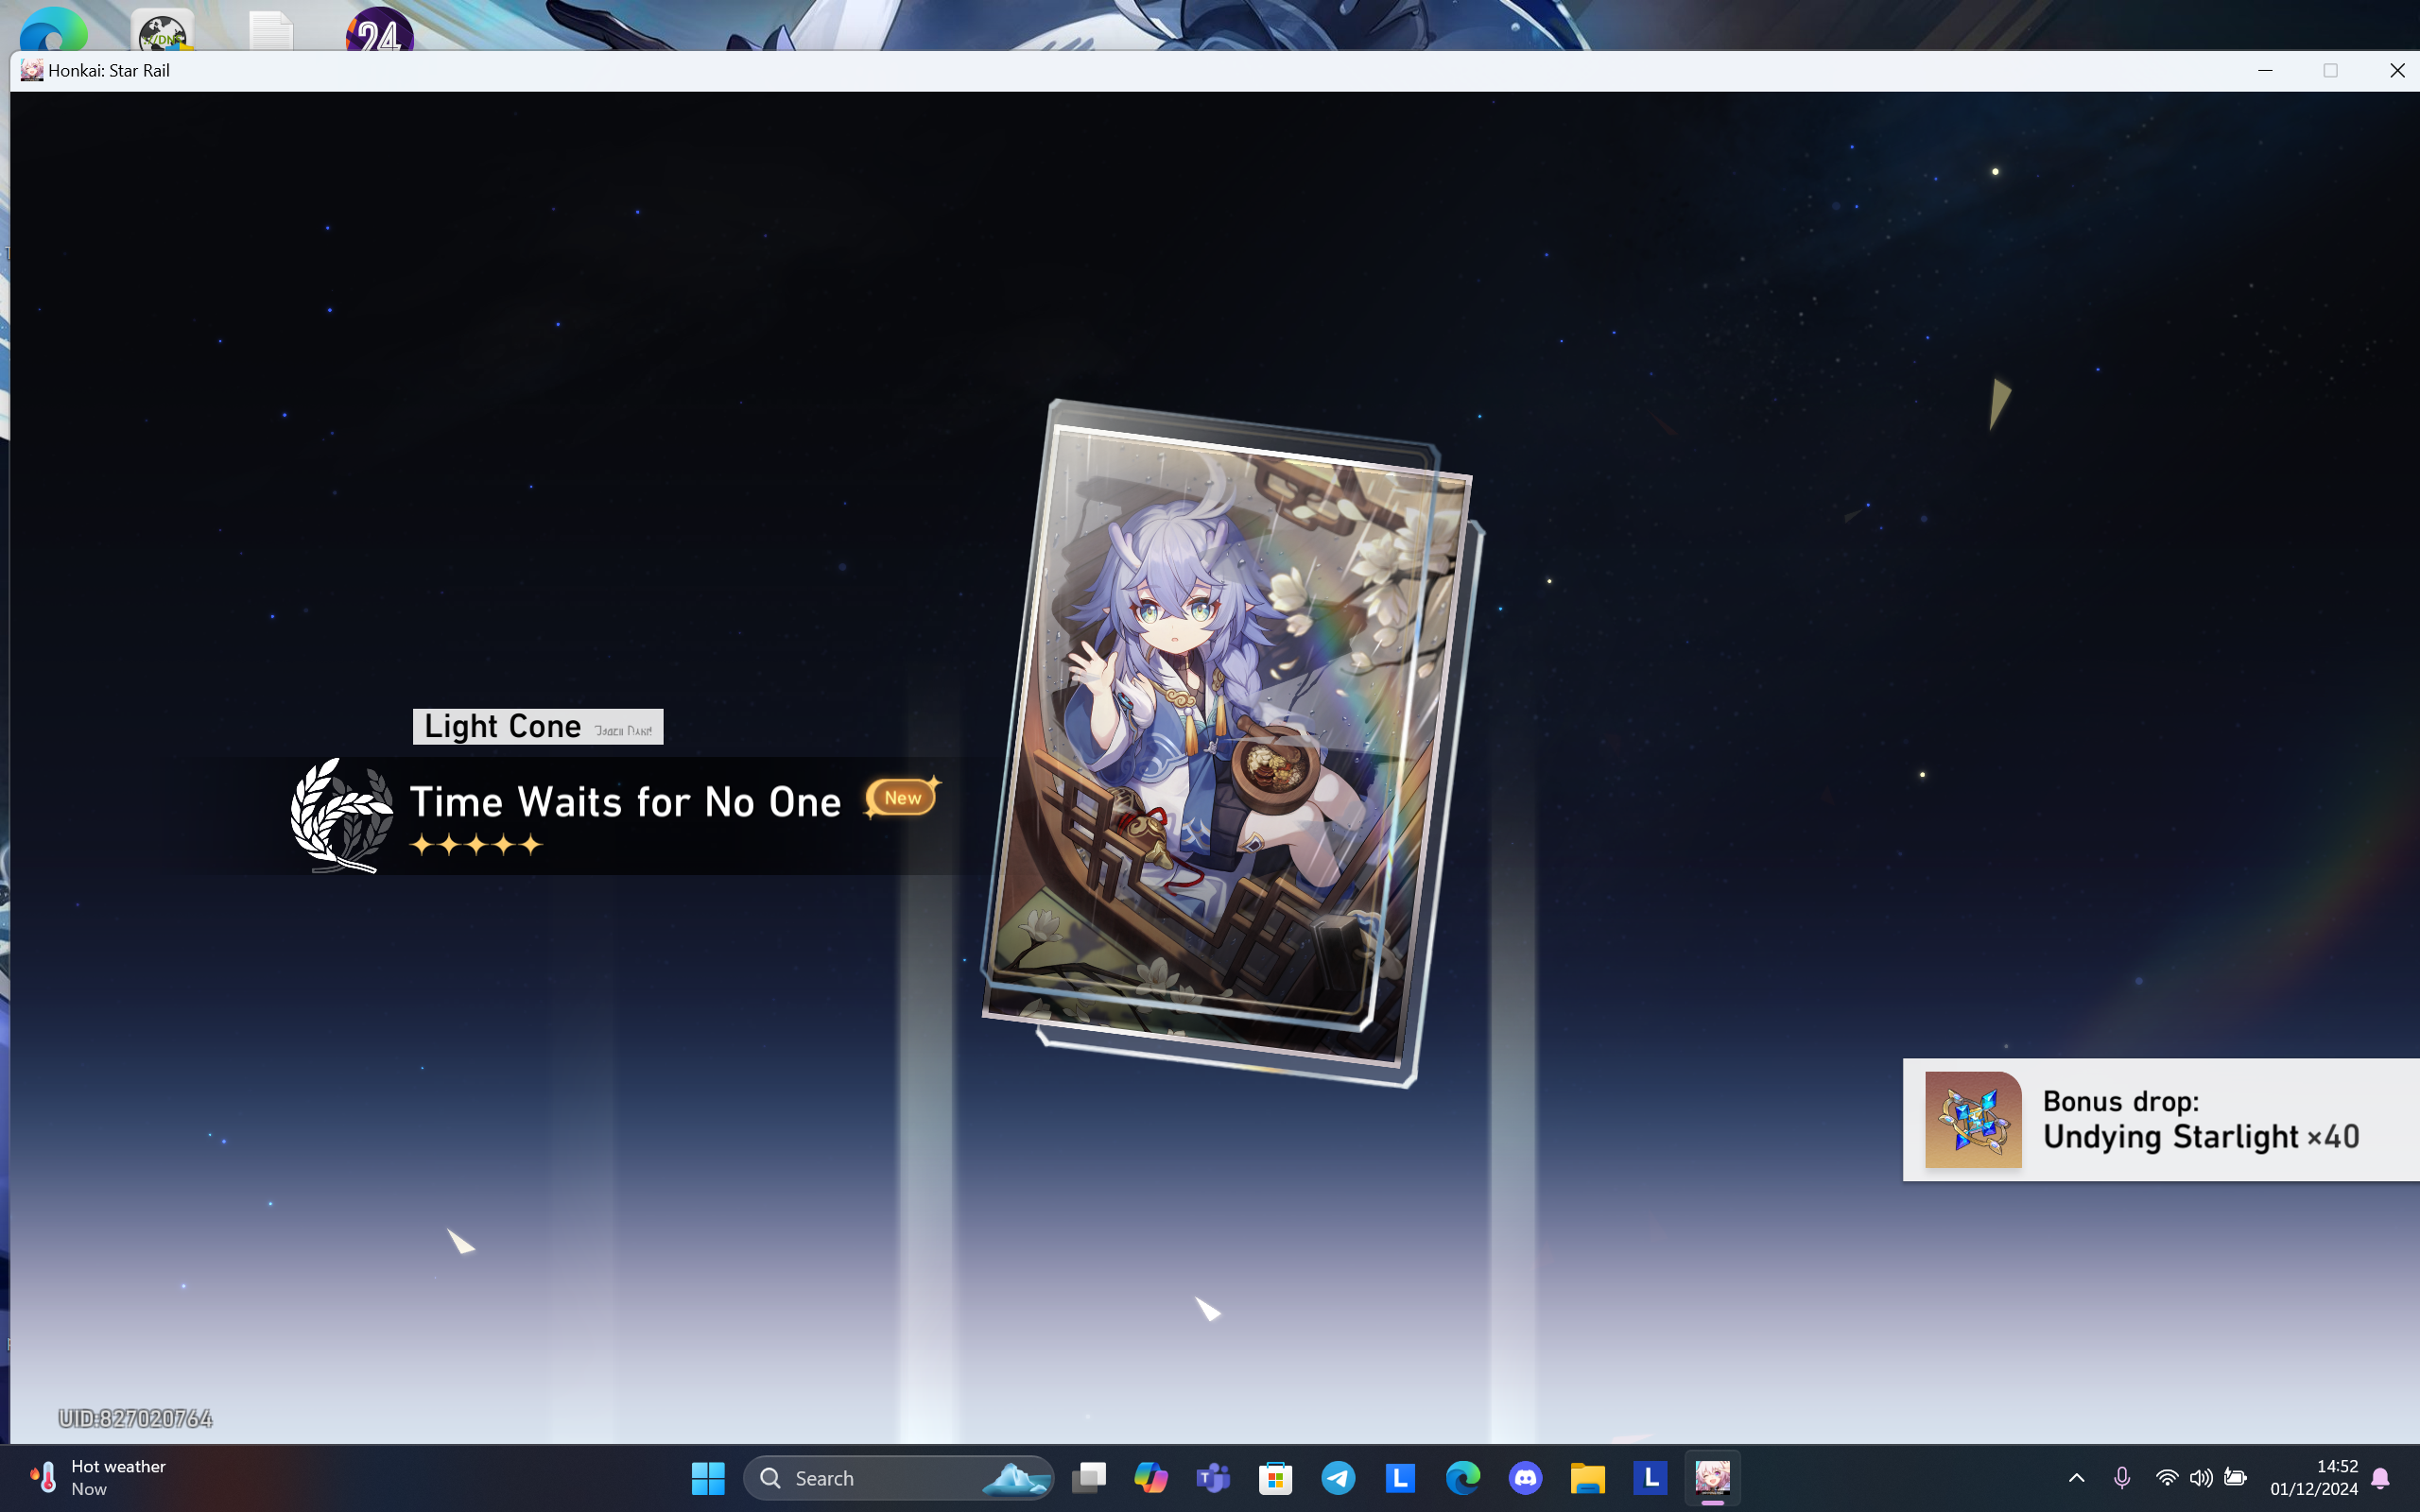 24
Honkai: Star Rail
Light Cone
Time Waits for No One
New
Bonus drop:
Undying Starlight ×40
UID:827020764
Hot weather
Now
Search
T
L
L
14:52
01/12/2024